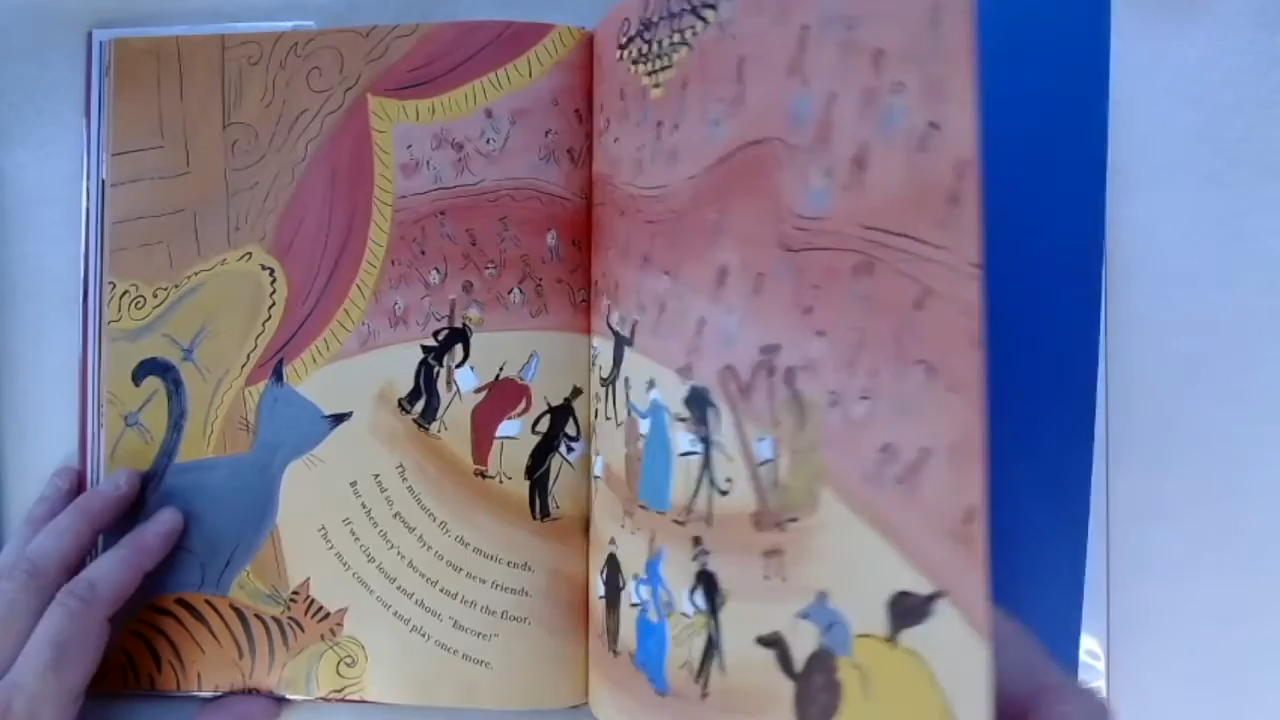 The minutes fly, the music ends,
And so, good-bye to our new friends.
But when they've bowed and left the floor,
If we clap loud and shout, "Encore!"
They may come out and play once more.